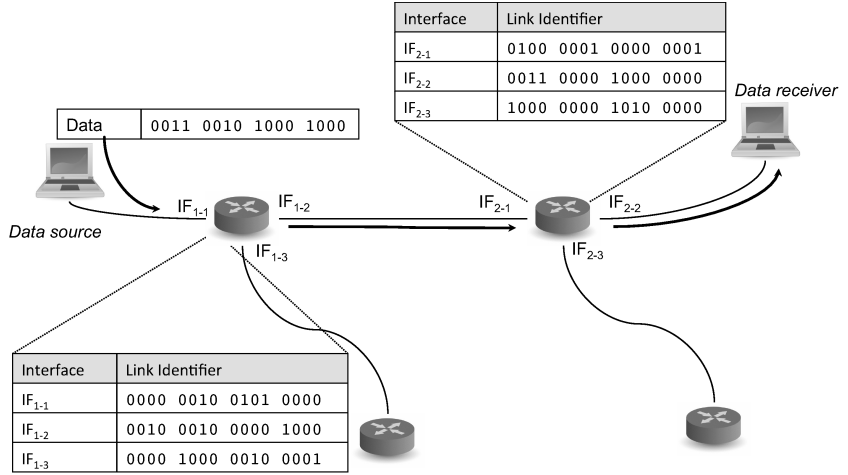 Interface Link Identifier
IF2-1 0100 0001 0000 0001
IF2-2 0011 0000 1000 0000
IF2-3 1000 0000 1010 0000
Data receiver
Data 0011 0010 1000 1000
IF1-1 IF1-2 IF2-1 IF2-2
Data source
IF1-3 IF2-3
Interface Link Identifier
IF1-1 0000 0010 0101 0000
IF1-2 0010 0010 0000 1000
IF1-3 0000 1000 0010 0001